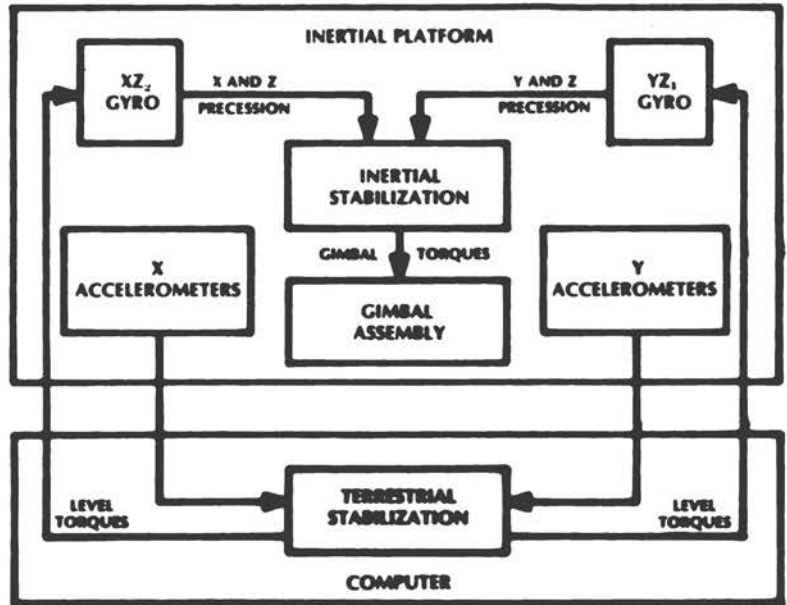 INERTIAL PLATFORM
XZ₂
GYRO
X AND Z
PRECESSION
Y AND Z
PRECESSION
YZ₁
GYRO
INERTIAL
STABILIZATION
GIMBAL TORQUES
X
ACCELEROMETERS
Y
ACCELEROMETERS
GIMBAL
ASSEMBLY
LEVEL
TORQUES
TERRESTRIAL
STABILIZATION
LEVEL
TORQUES
COMPUTER